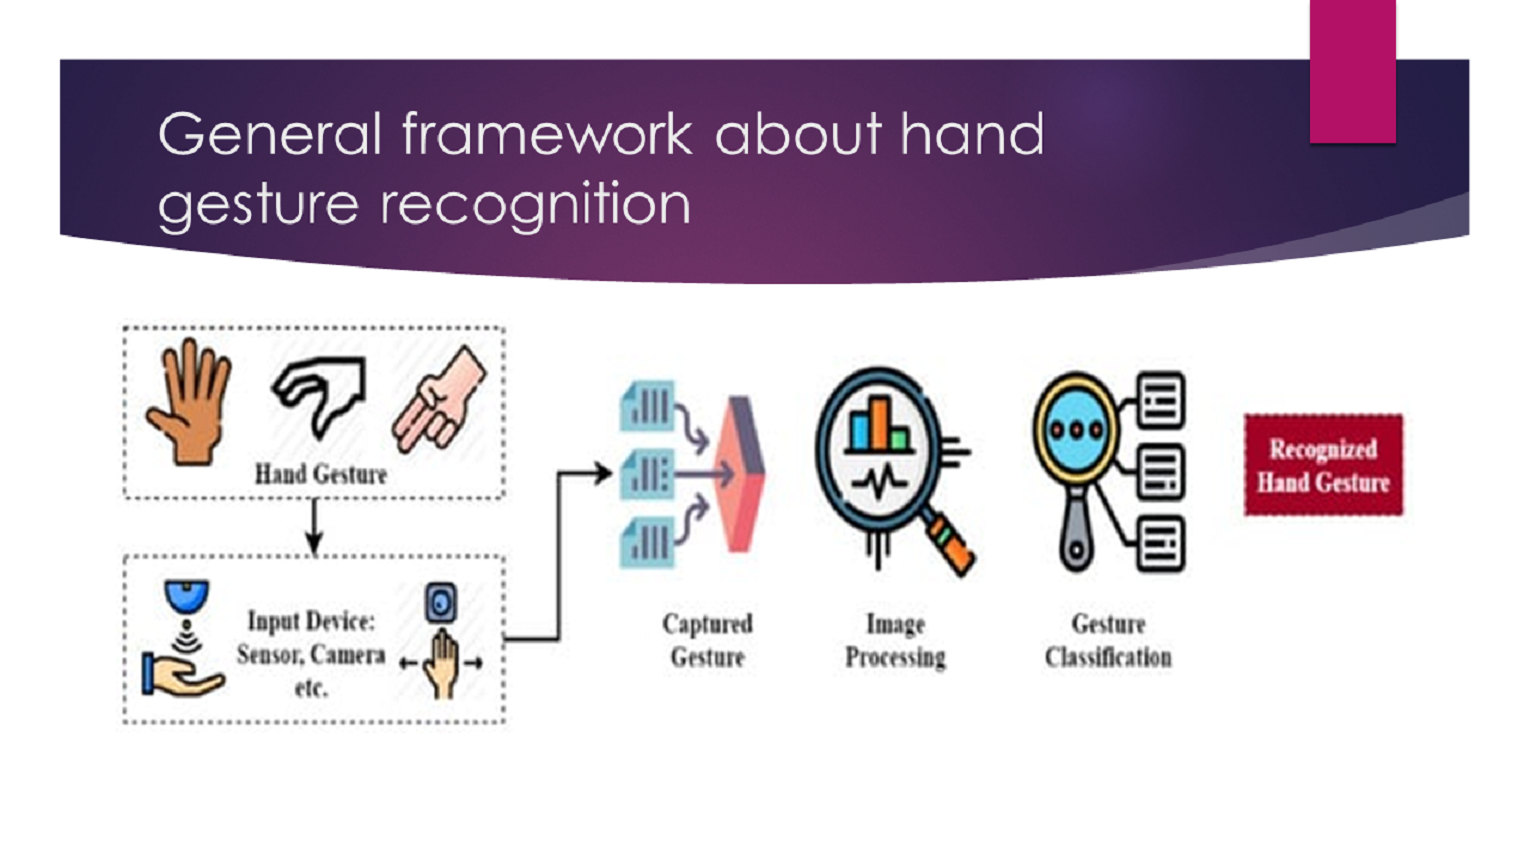 General framework about hand
gesture recognition
Hand Gesture
Input Device:
Sensor, Camera
etc.
Captured
Gesture
Image
Processing
Gesture
Classification
Recognized
Hand Gesture